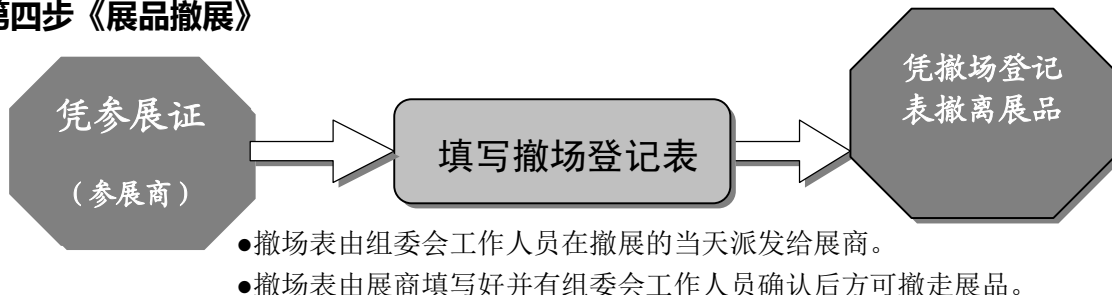 第四步《展品撤展》
凭参展证
（参展商）
填写撤场登记表
凭撤场登记
表撤离展品
●撤场表由组委会工作人员在撤展的当天派发给展商。
●撤场表由展商填写好并有组委会工作人员确认后方可撤走展品。